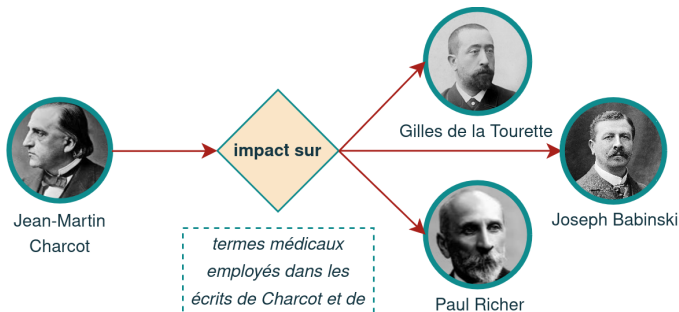 Jean-Martin
Charcot
impact sur
termes médicaux
employés dans les
écrits de Charcot et de
Gilles de la Tourette
Joseph Babinski
Paul Richer